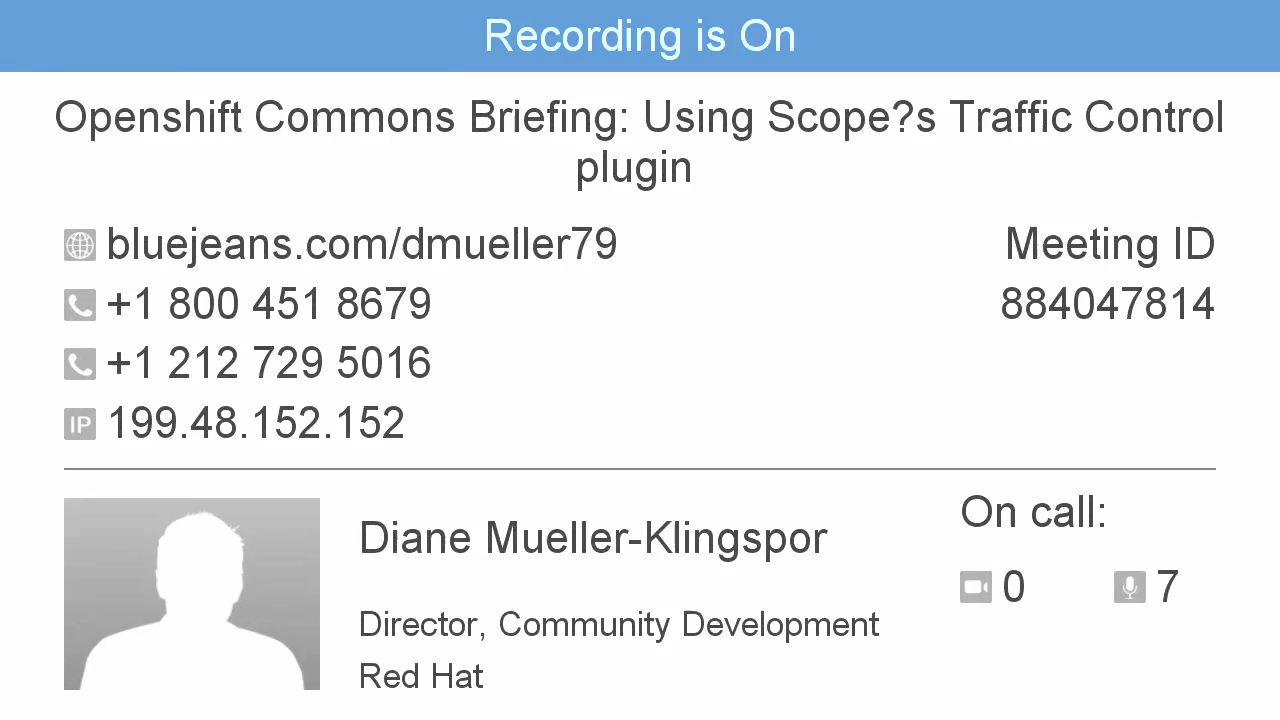 Recording is On
Openshift Commons Briefing: Using Scope?s Traffic Control
plugin
bluejeans.com/dmueller79
Meeting ID
+1 800 451 8679
884047814
+1 212 729 5016
IP 199.48.152.152
Diane Mueller-Klingspor
On call:
0 7
Director, Community Development
Red Hat